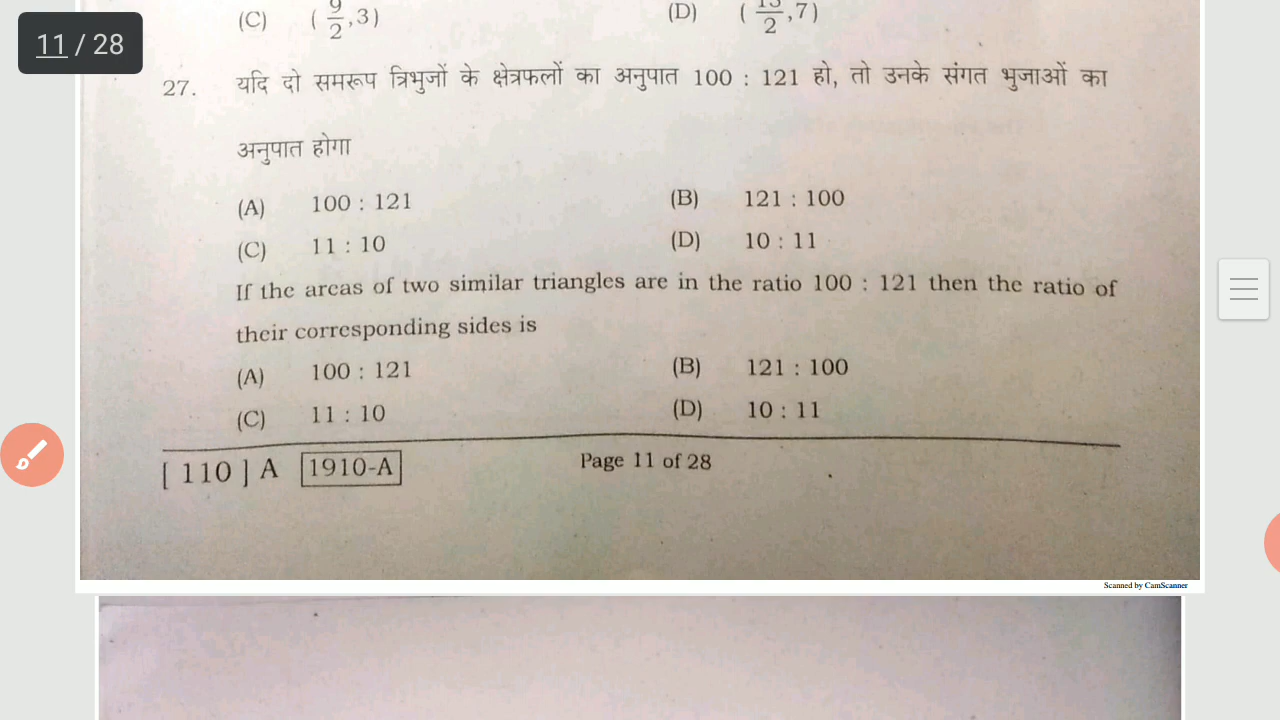 11 / 28
(C) ( 9/2 ,3) (D) ( 13/2 ,7)
27. यदि दो समरूप त्रिभुजों के क्षेत्रफलों का अनुपात 100 : 121 हो, तो उनके संगत भुजाओं का
अनुपात होगा
(A) 100 : 121 (B) 121 : 100
(C) 11 : 10 (D) 10 : 11
If the areas of two similar triangles are in the ratio 100 : 121 then the ratio of
their corresponding sides is
(A) 100 : 121 (B) 121 : 100
(C) 11 : 10 (D) 10 : 11
[ 110 ] A 1910-A Page 11 of 28
Scanned by CamScanner